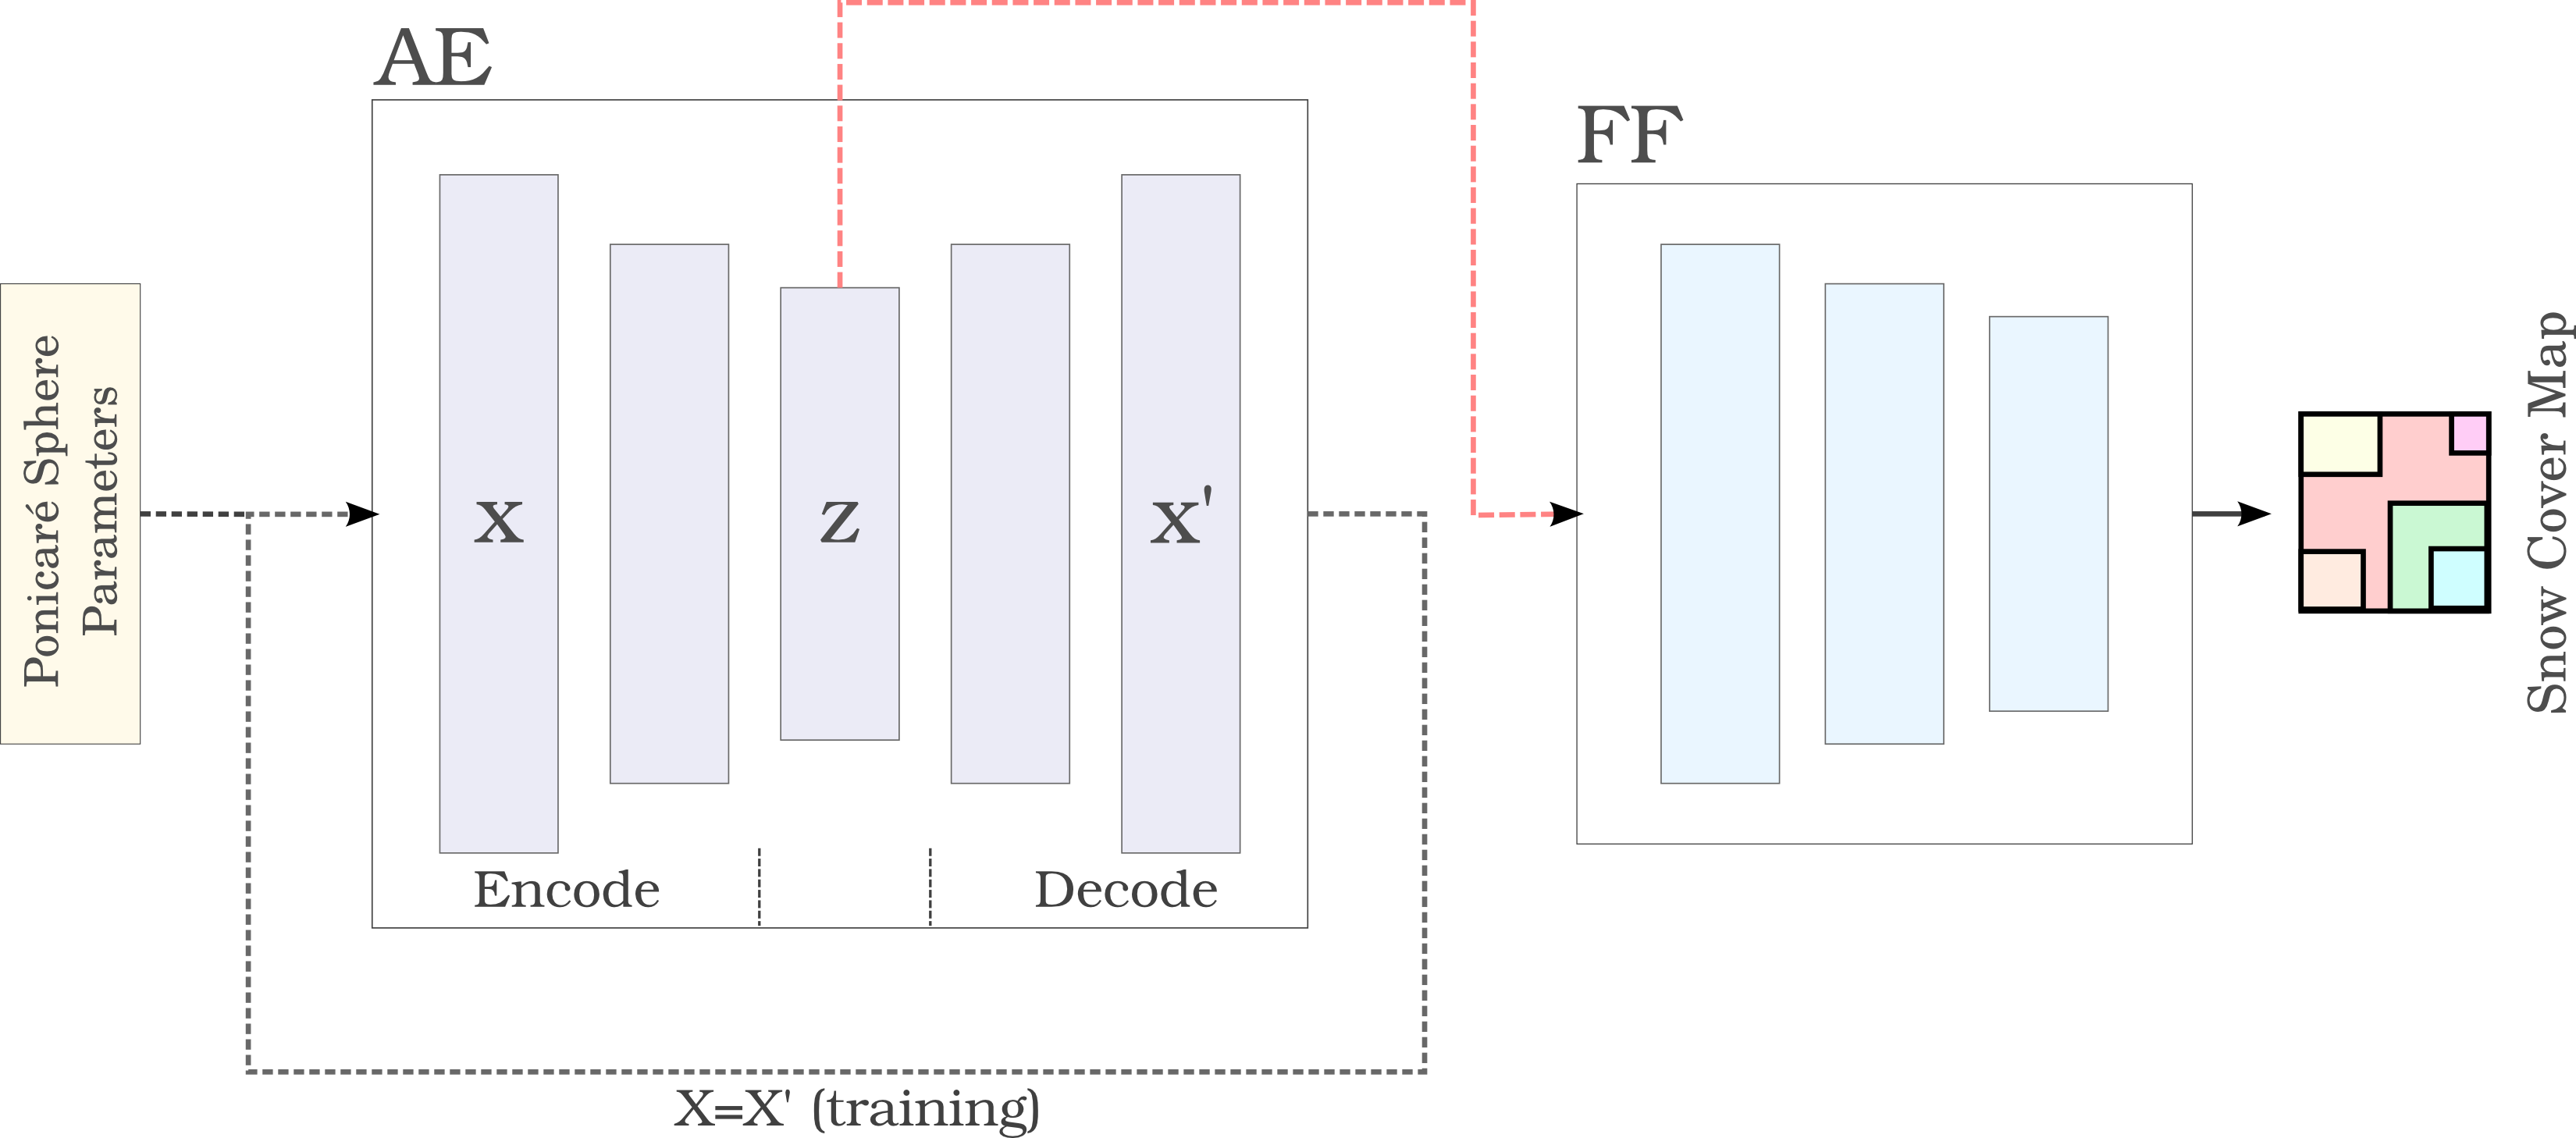 AE
FF
Ponicaré Sphere
Parameters
x
z
x'
Encode
Decode
X=X' (training)
Snow Cover Map